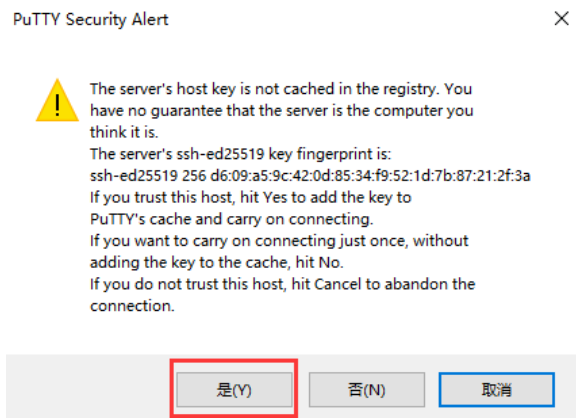 PuTTY Security Alert
The server's host key is not cached in the registry. You
have no guarantee that the server is the computer you
think it is.
The server's ssh-ed25519 key fingerprint is:
ssh-ed25519 256 d6:09:a5:9c:42:0d:85:34:f9:52:1d:7b:87:21:2f:3a
If you trust this host, hit Yes to add the key to
PuTTY's cache and carry on connecting.
If you want to carry on connecting just once, without
adding the key to the cache, hit No.
If you do not trust this host, hit Cancel to abandon the
connection.
是(Y) 否(N) 取消